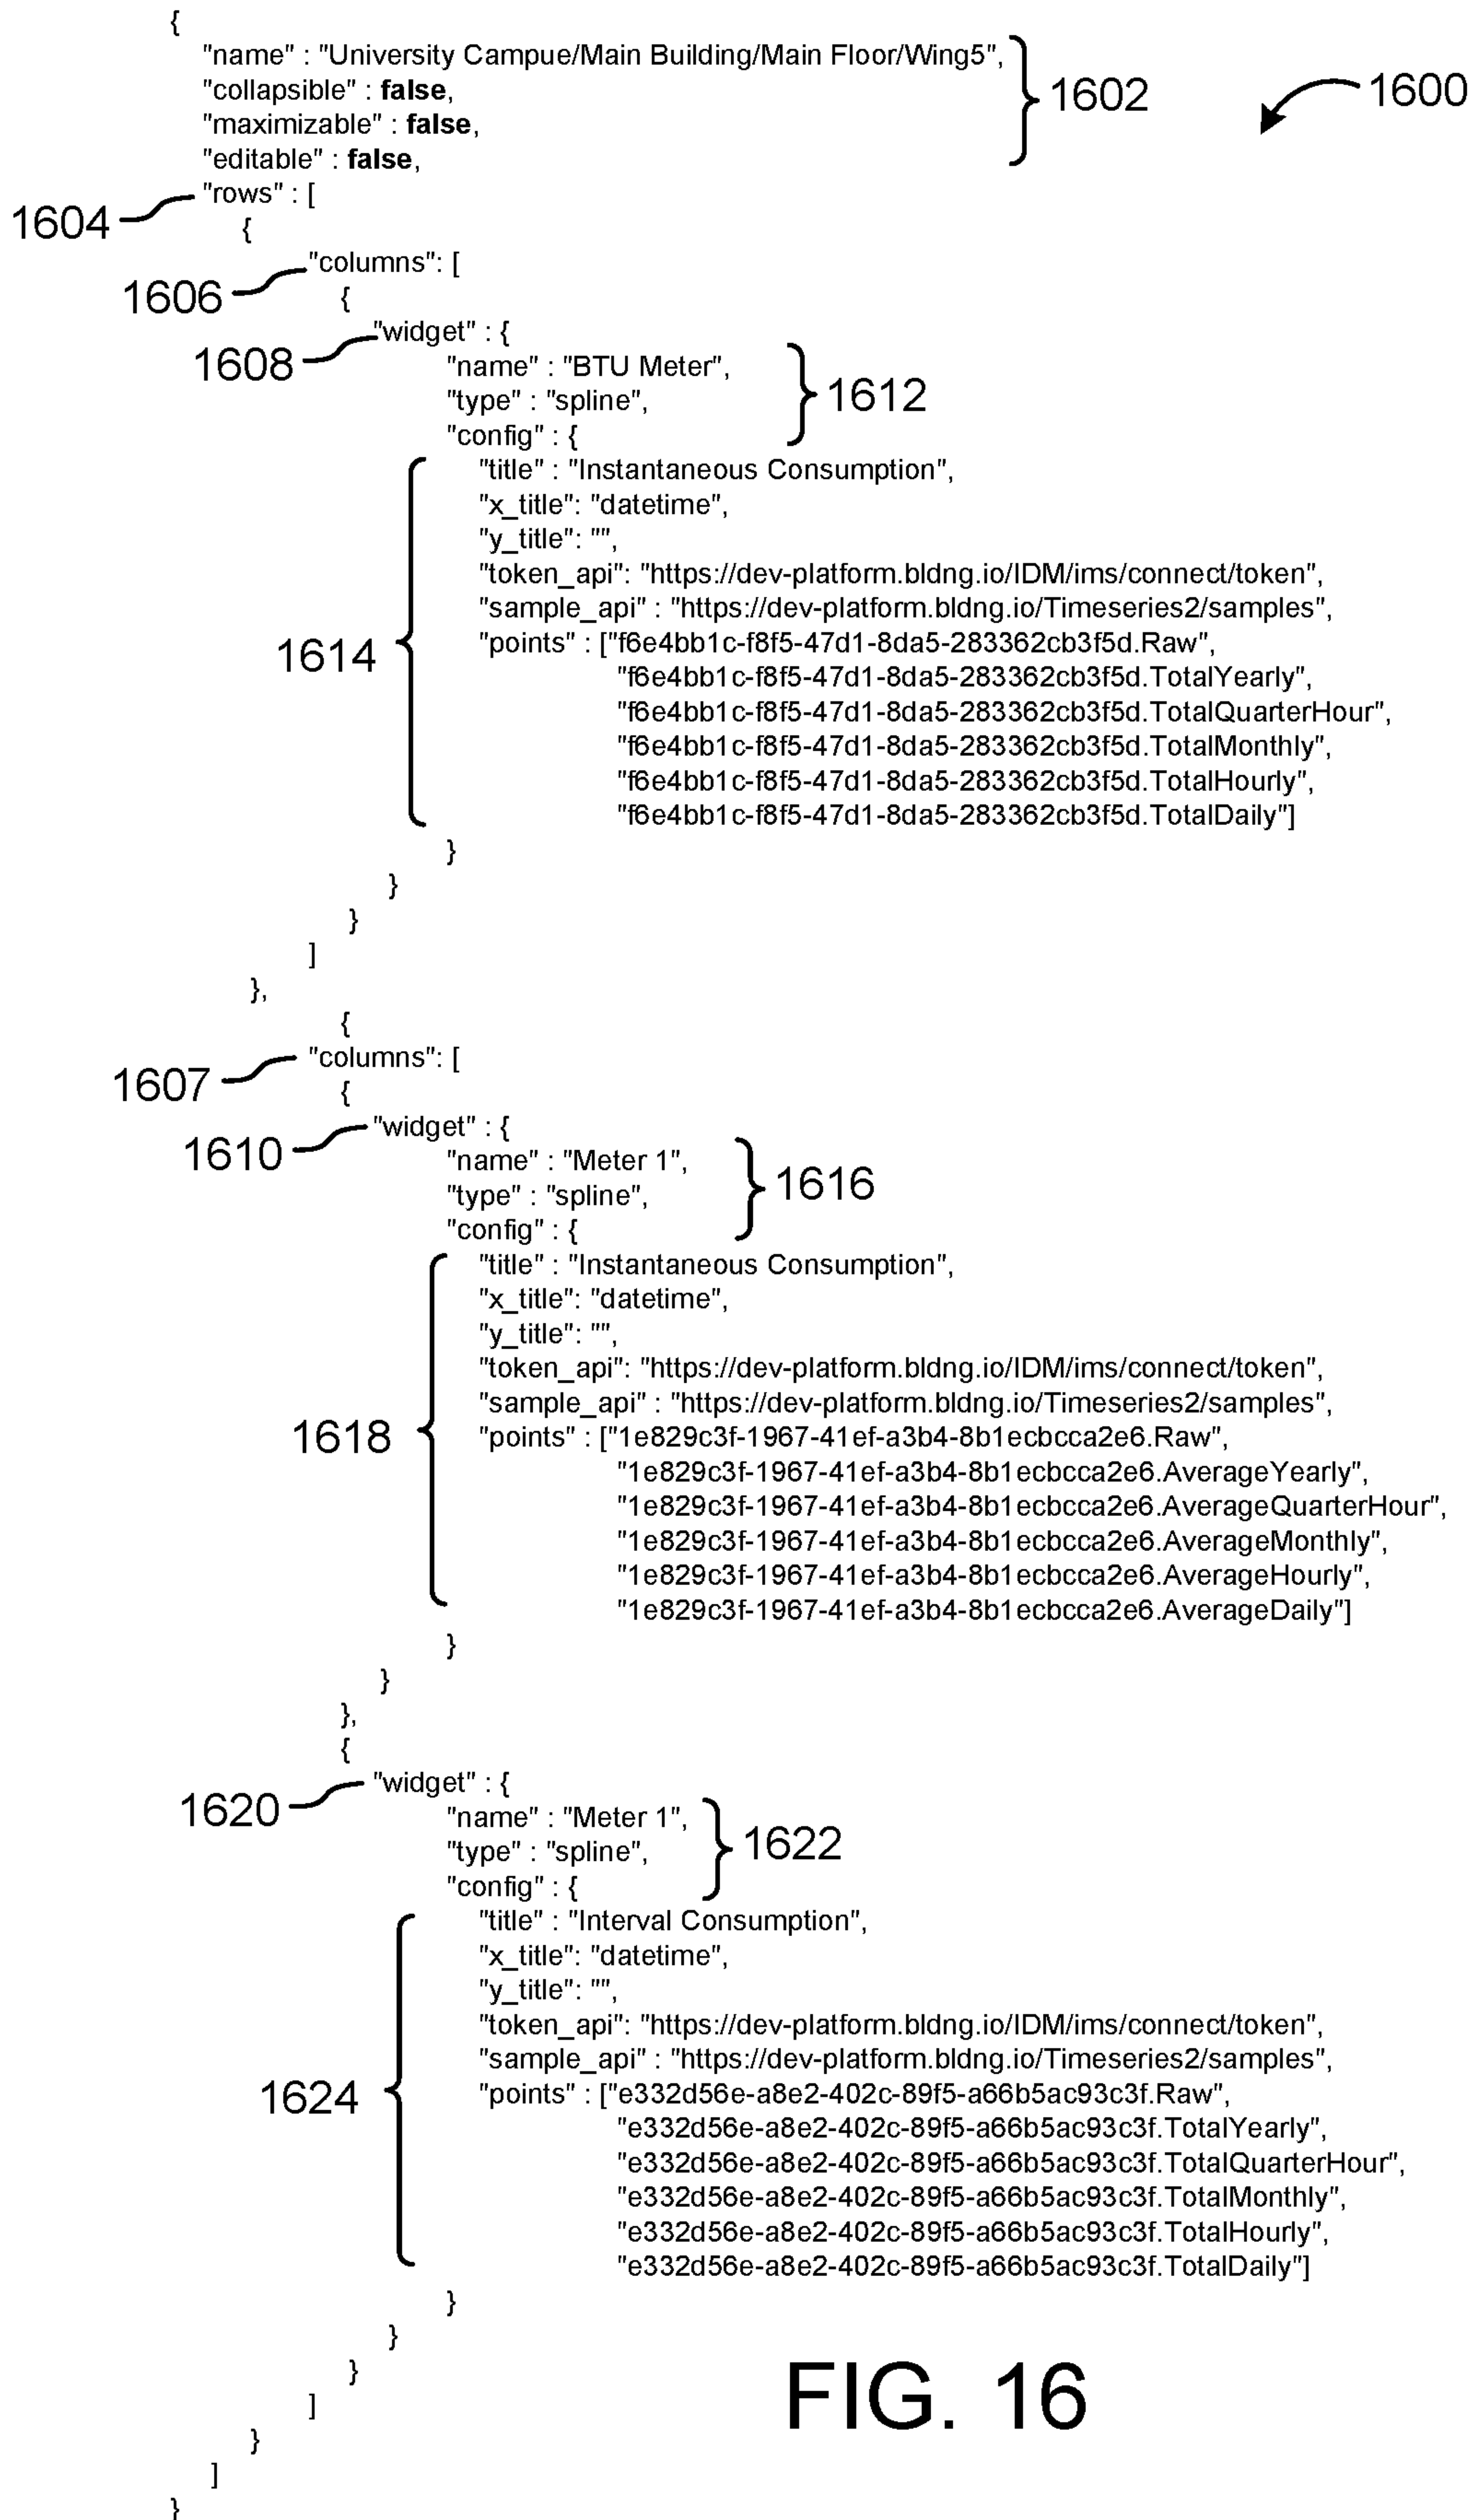 {
"name" : "University Campue/Main Building/Main Floor/Wing5",
"collapsible" : false,
1602
1600
"maximizable" : false,
"editable" : false,
1604
"rows" : [
{
1606
"columns": [
{
1608
"widget" : {
"name" : "BTU Meter",
"type" : "spline",
1612
"config" : {
1614
"title" : "Instantaneous Consumption",
"x_title": "datetime",
"y_title": "",
"token_api": "https://dev-platform.bldng.io/IDM/ims/connect/token",
"sample_api" : "https://dev-platform.bldng.io/Timeseries2/samples",
"points" : ["f6e4bb1c-f8f5-47d1-8da5-283362cb3f5d.Raw",
"f6e4bb1c-f8f5-47d1-8da5-283362cb3f5d.TotalYearly",
"f6e4bb1c-f8f5-47d1-8da5-283362cb3f5d.TotalQuarterHour",
"f6e4bb1c-f8f5-47d1-8da5-283362cb3f5d.TotalMonthly",
"f6e4bb1c-f8f5-47d1-8da5-283362cb3f5d.TotalHourly",
"f6e4bb1c-f8f5-47d1-8da5-283362cb3f5d.TotalDaily"]
}
}
}
]
},
{
1607
"columns": [
{
1610
"widget" : {
"name" : "Meter 1",
"type" : "spline",
1616
"config" : {
1618
"title" : "Instantaneous Consumption",
"x_title": "datetime",
"y_title": "",
"token_api": "https://dev-platform.bldng.io/IDM/ims/connect/token",
"sample_api" : "https://dev-platform.bldng.io/Timeseries2/samples",
"points" : ["1e829c3f-1967-41ef-a3b4-8b1ecbcca2e6.Raw",
"1e829c3f-1967-41ef-a3b4-8b1ecbcca2e6.AverageYearly",
"1e829c3f-1967-41ef-a3b4-8b1ecbcca2e6.AverageQuarterHour",
"1e829c3f-1967-41ef-a3b4-8b1ecbcca2e6.AverageMonthly",
"1e829c3f-1967-41ef-a3b4-8b1ecbcca2e6.AverageHourly",
"1e829c3f-1967-41ef-a3b4-8b1ecbcca2e6.AverageDaily"]
}
}
},
{
1620
"widget" : {
"name" : "Meter 1",
"type" : "spline",
1622
"config" : {
1624
"title" : "Interval Consumption",
"x_title": "datetime",
"y_title": "",
"token_api": "https://dev-platform.bldng.io/IDM/ims/connect/token",
"sample_api" : "https://dev-platform.bldng.io/Timeseries2/samples",
"points" : ["e332d56e-a8e2-402c-89f5-a66b5ac93c3f.Raw",
"e332d56e-a8e2-402c-89f5-a66b5ac93c3f.TotalYearly",
"e332d56e-a8e2-402c-89f5-a66b5ac93c3f.TotalQuarterHour",
"e332d56e-a8e2-402c-89f5-a66b5ac93c3f.TotalMonthly",
"e332d56e-a8e2-402c-89f5-a66b5ac93c3f.TotalHourly",
"e332d56e-a8e2-402c-89f5-a66b5ac93c3f.TotalDaily"]
}
}
}
]
}
]
}
FIG. 16